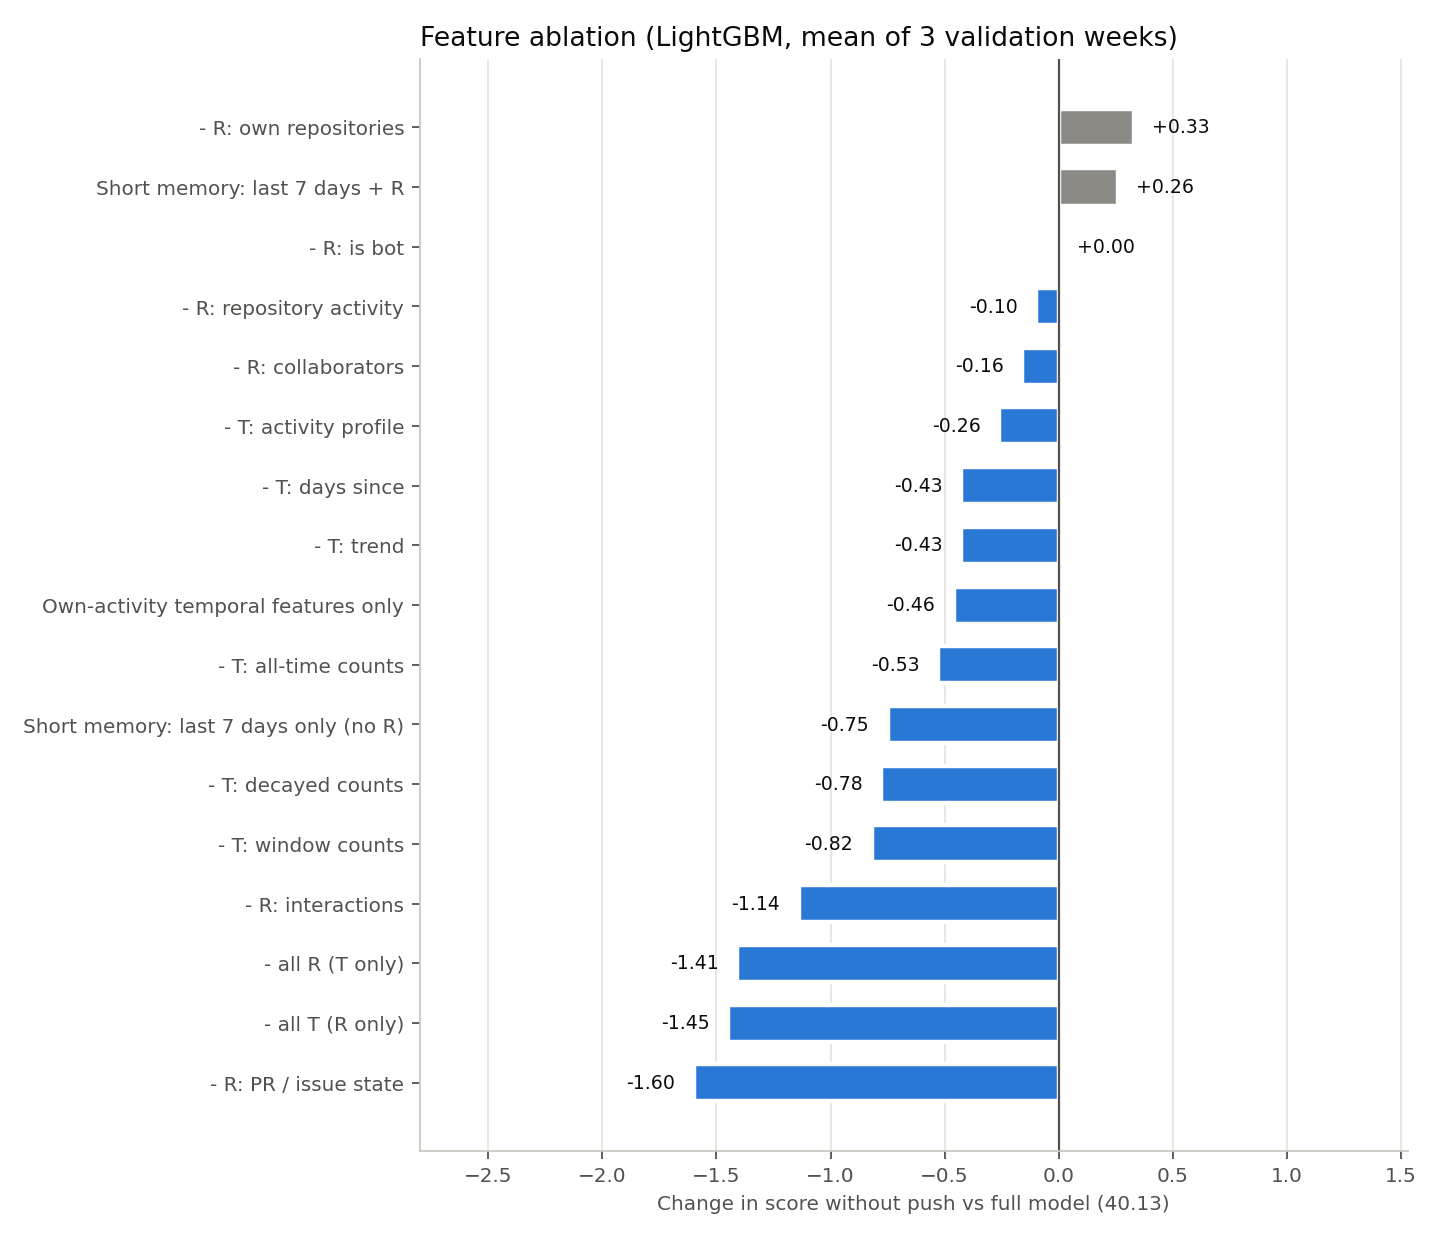 Feature ablation (LightGBM, mean of 3 validation weeks)
- R: own repositories +0.33
Short memory: last 7 days + R +0.26
- R: is bot +0.00
- R: repository activity -0.10
- R: collaborators -0.16
- T: activity profile -0.26
- T: days since -0.43
- T: trend -0.43
Own-activity temporal features only -0.46
- T: all-time counts -0.53
Short memory: last 7 days only (no R) -0.75
- T: decayed counts -0.78
- T: window counts -0.82
- R: interactions -1.14
- all R (T only) -1.41
- all T (R only) -1.45
- R: PR / issue state -1.60
−2.5 −2.0 −1.5 −1.0 −0.5 0.0 0.5 1.0 1.5
Change in score without push vs full model (40.13)